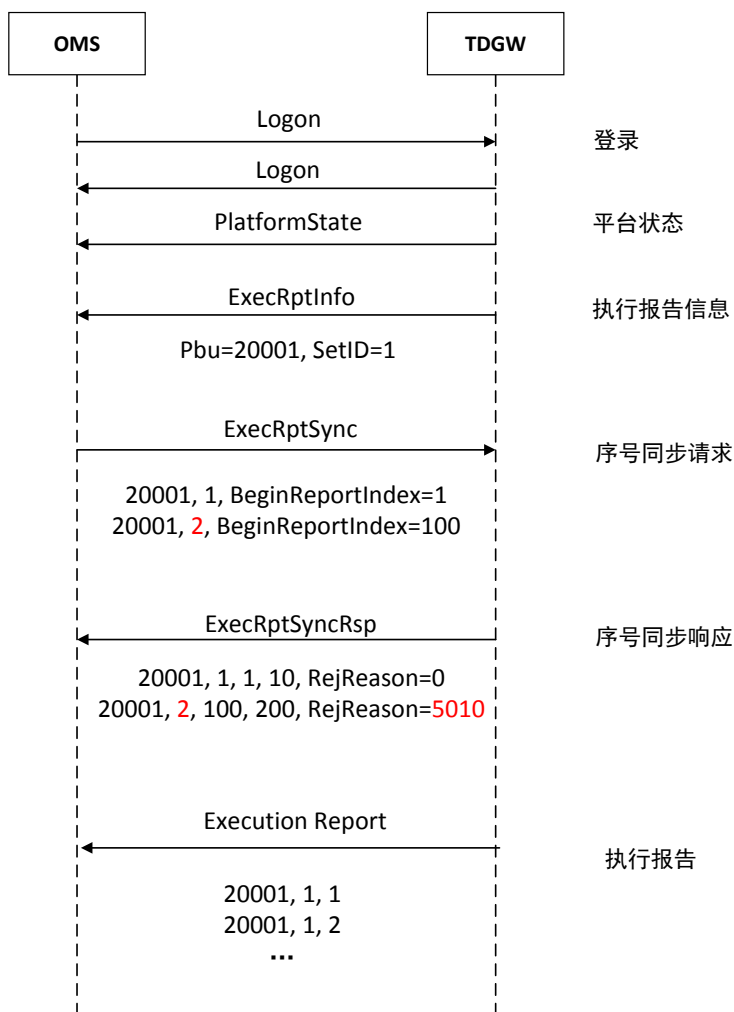 OMS
TDGW
Logon
登录
Logon
PlatformState
平台状态
ExecRptInfo
执行报告信息
Pbu=20001, SetID=1
ExecRptSync
序号同步请求
20001, 1, BeginReportIndex=1
20001, 2, BeginReportIndex=100
ExecRptSyncRsp
序号同步响应
20001, 1, 1, 10, RejReason=0
20001, 2, 100, 200, RejReason=5010
Execution Report
执行报告
20001, 1, 1
20001, 1, 2
...